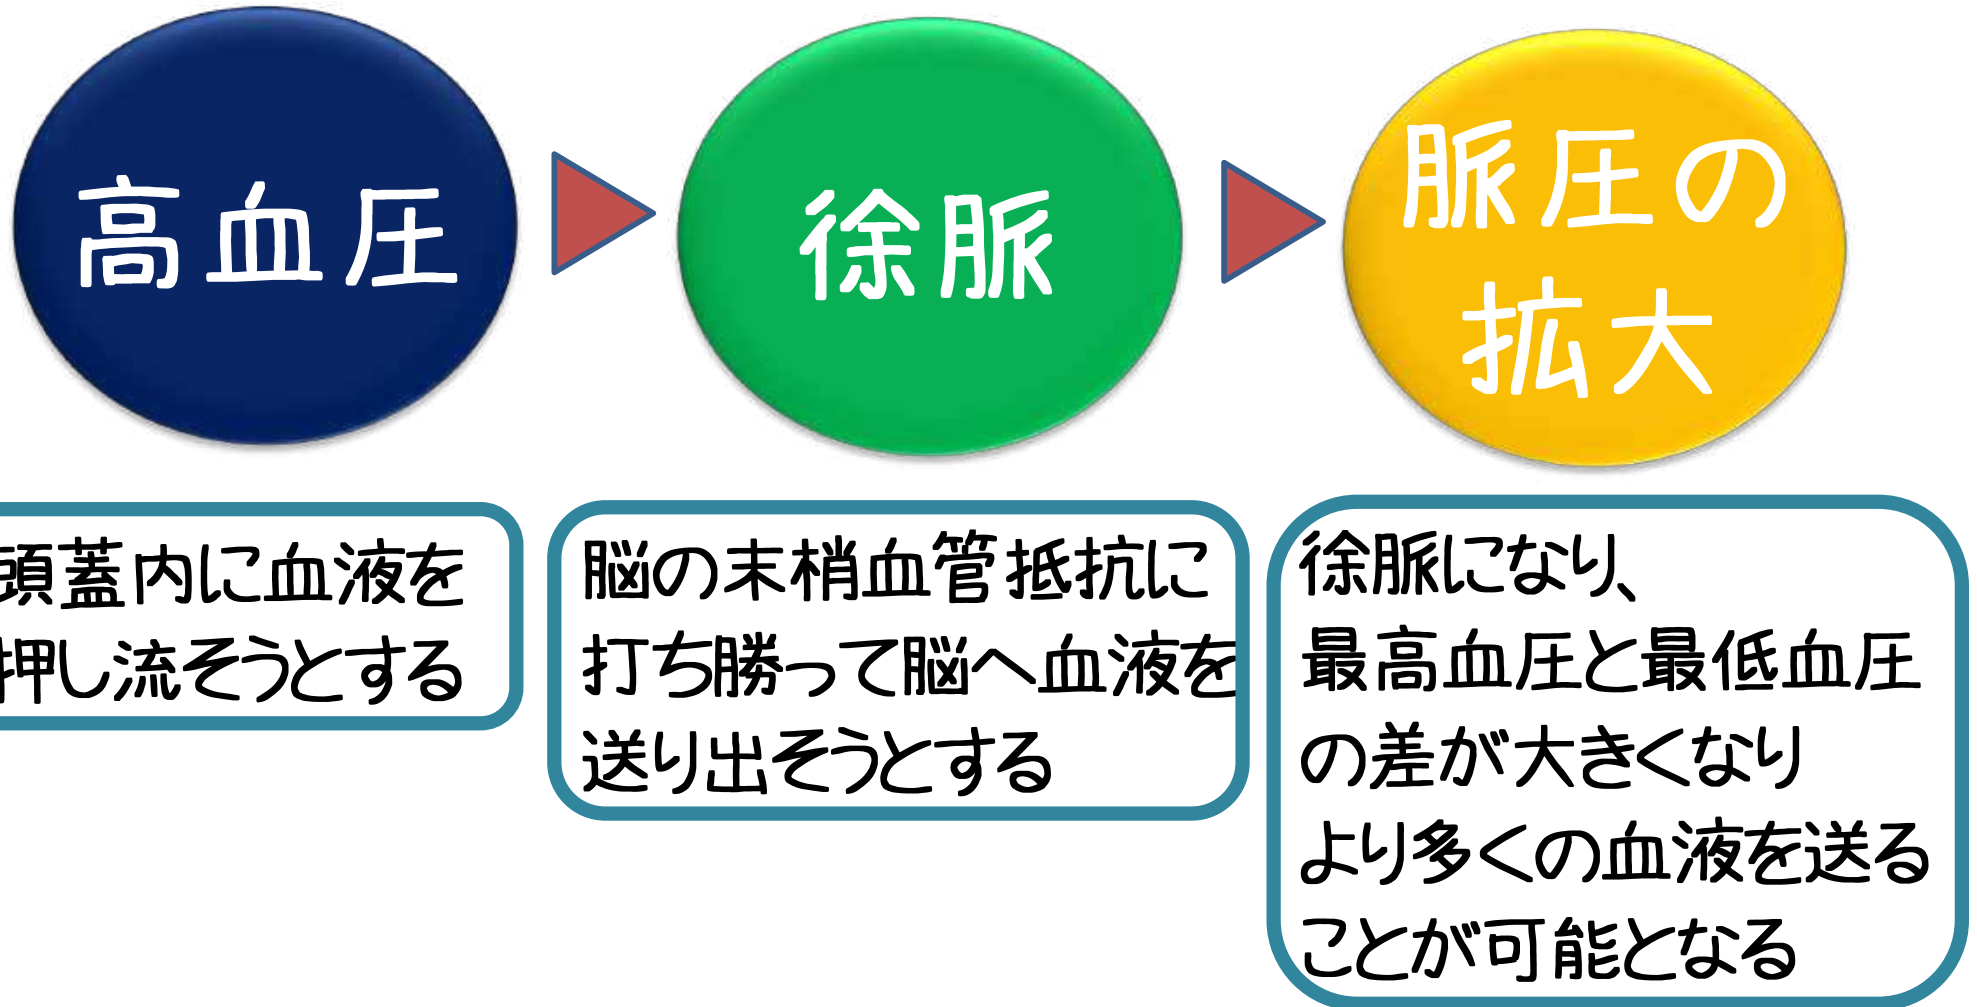 高血圧
徐脈
脈圧の
拡大
頭蓋内に血液を
押し流そうとする
脳の末梢血管抵抗に
打ち勝って脳へ血液を
送り出そうとする
徐脈になり、
最高血圧と最低血圧
の差が大きくなり
より多くの血液を送る
ことが可能となる